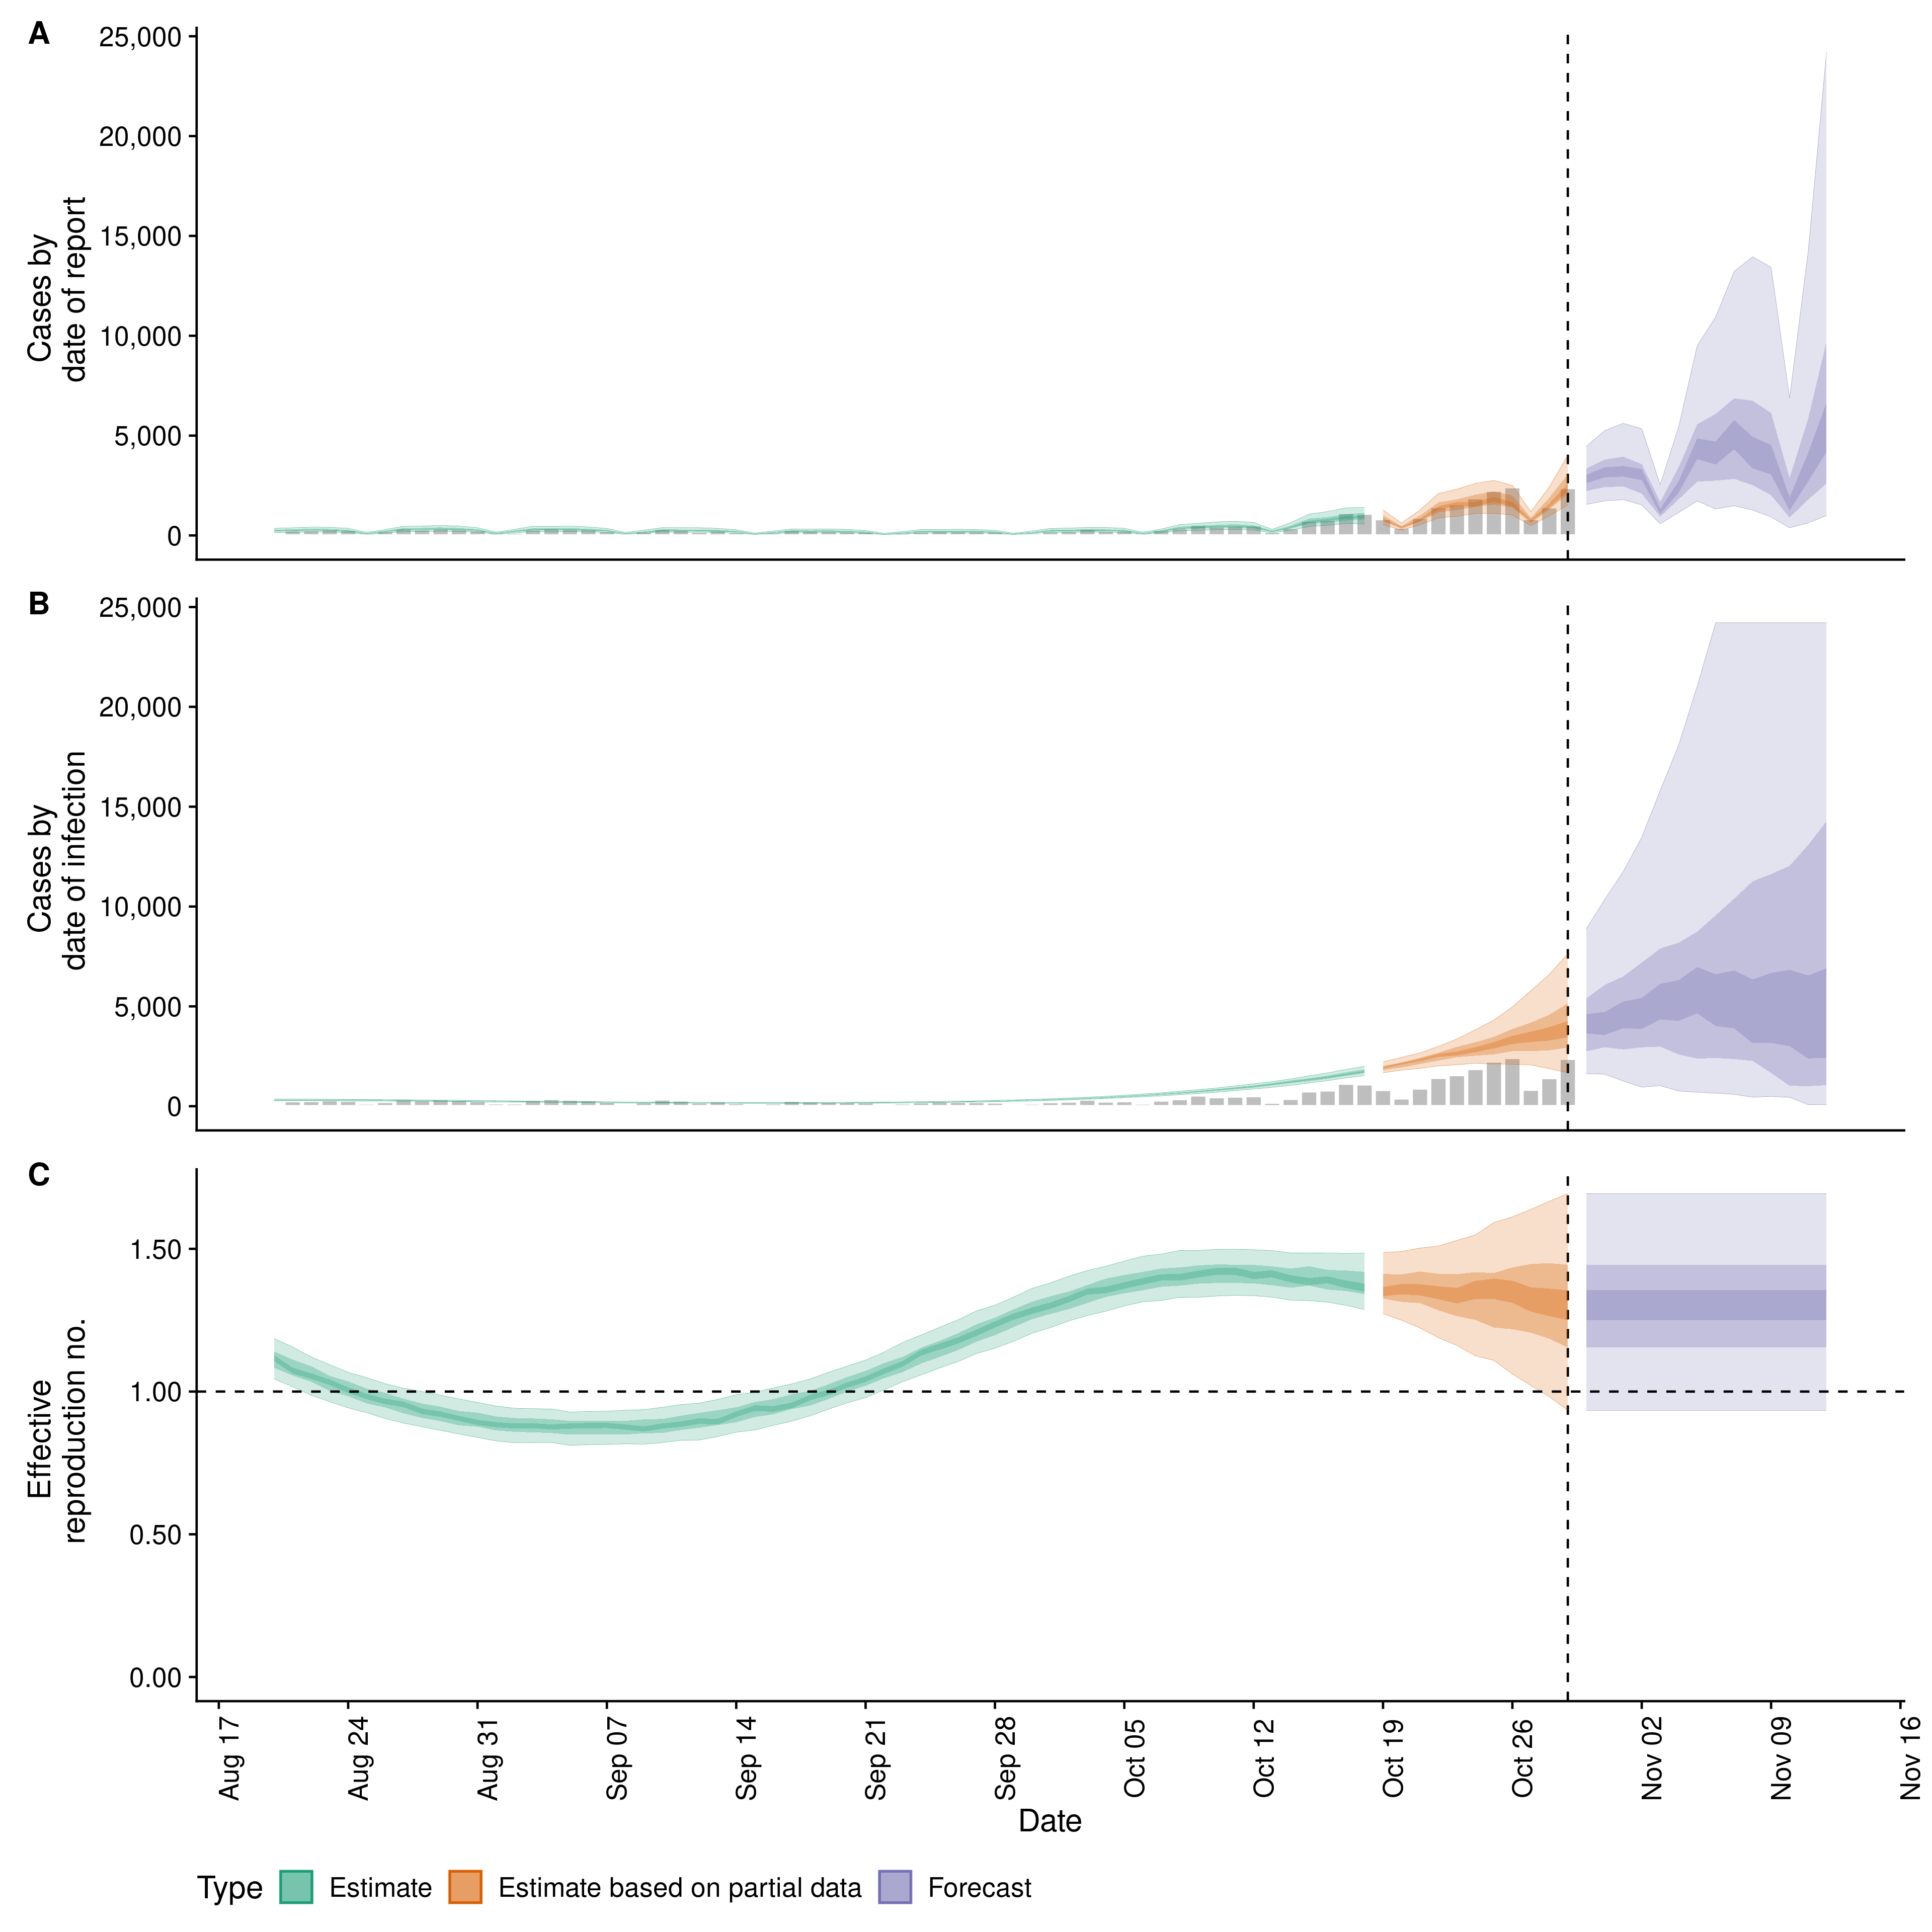 A
25,000
20,000
15,000
10,000
5,000
0
Cases by
date of report
B
25,000
20,000
15,000
10,000
5,000
0
Cases by
date of infection
C
1.50
1.00
0.50
0.00
Effective
reproduction no.
Aug 17
Aug 24
Aug 31
Sep 07
Sep 14
Sep 21
Sep 28
Oct 05
Oct 12
Oct 19
Oct 26
Nov 02
Nov 09
Nov 16
Date
Type Estimate Estimate based on partial data Forecast